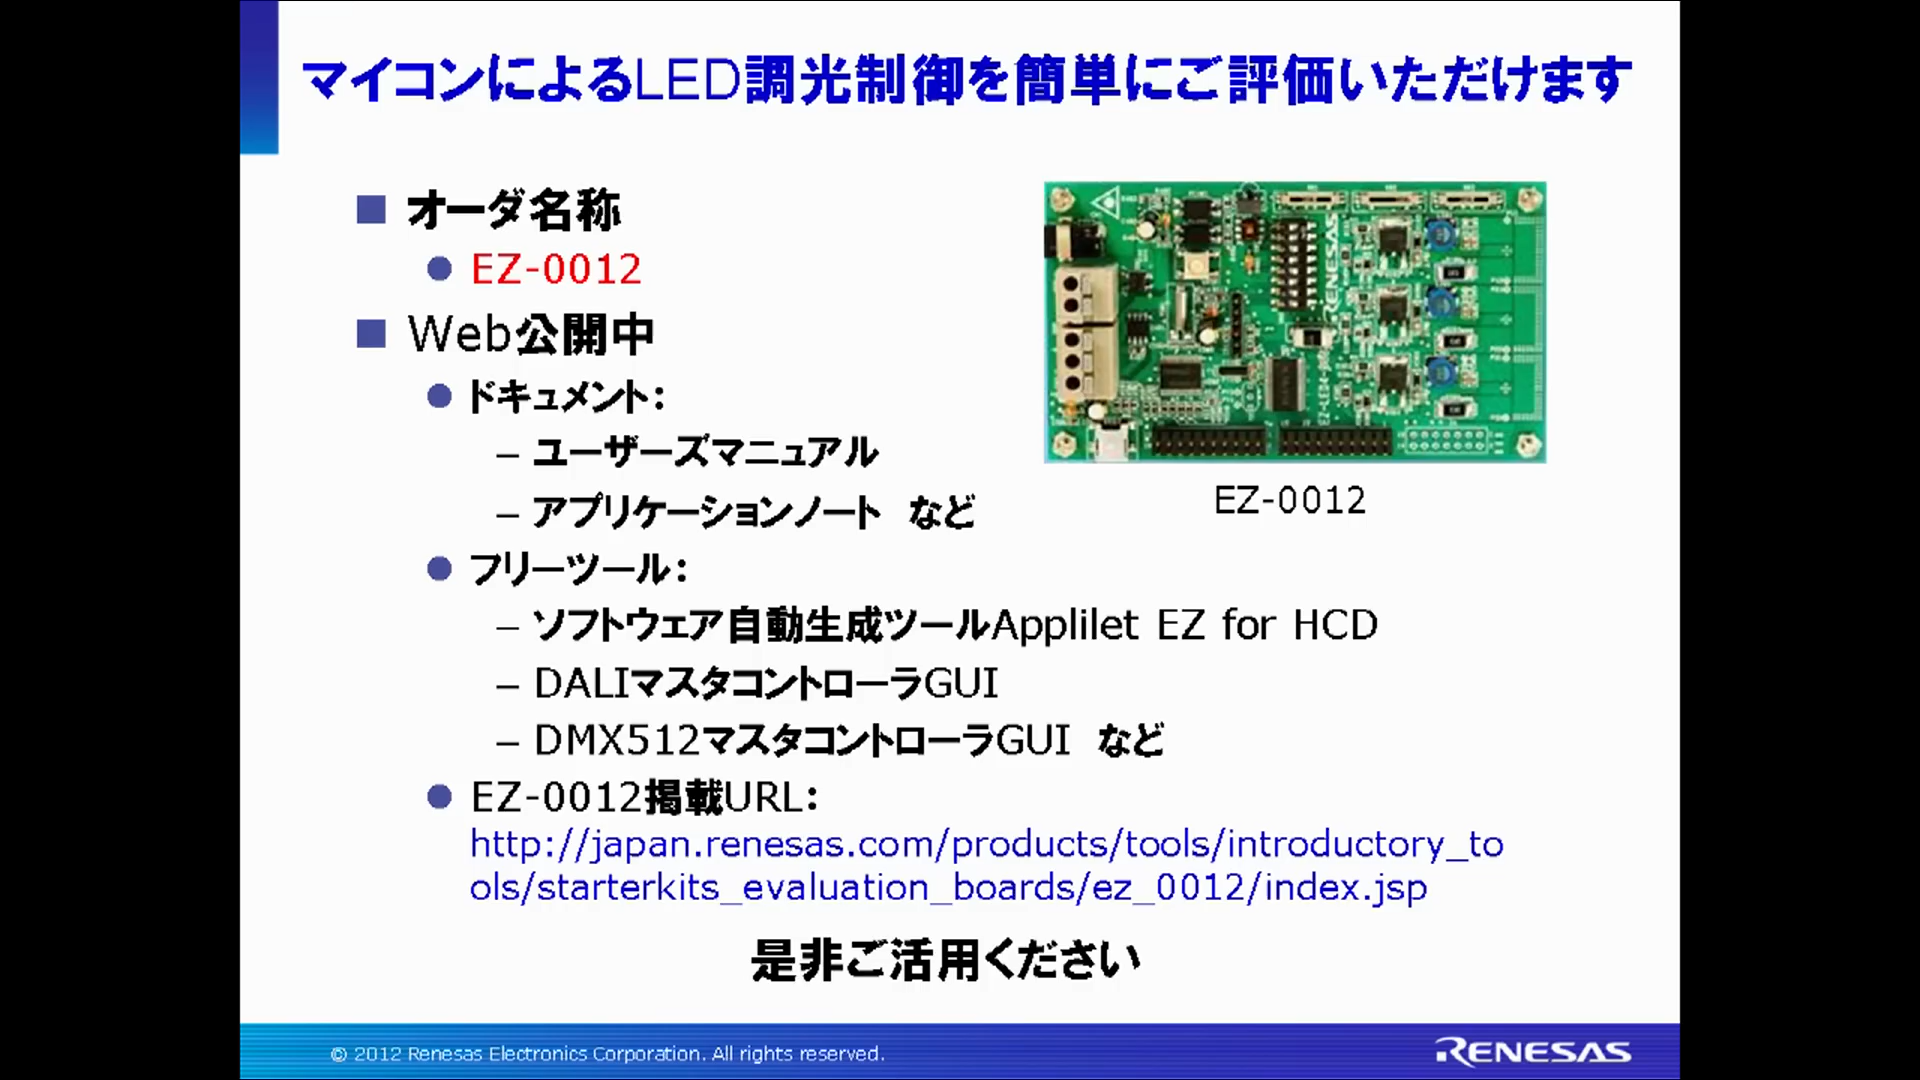 マイコンによるLED調光制御を簡単にご評価いただけます
■ オーダ名称
● EZ-0012
■ Web公開中
● ドキュメント：
– ユーザーズマニュアル
– アプリケーションノート　など
● フリーツール：
– ソフトウェア自動生成ツールApplilet EZ for HCD
– DALIマスタコントローラGUI
– DMX512マスタコントローラGUI　など
● EZ-0012掲載URL：
http://japan.renesas.com/products/tools/introductory_to
ols/starterkits_evaluation_boards/ez_0012/index.jsp
RENESAS
EZ-0012
是非ご活用ください
© 2012 Renesas Electronics Corporation. All rights reserved.
RENESAS